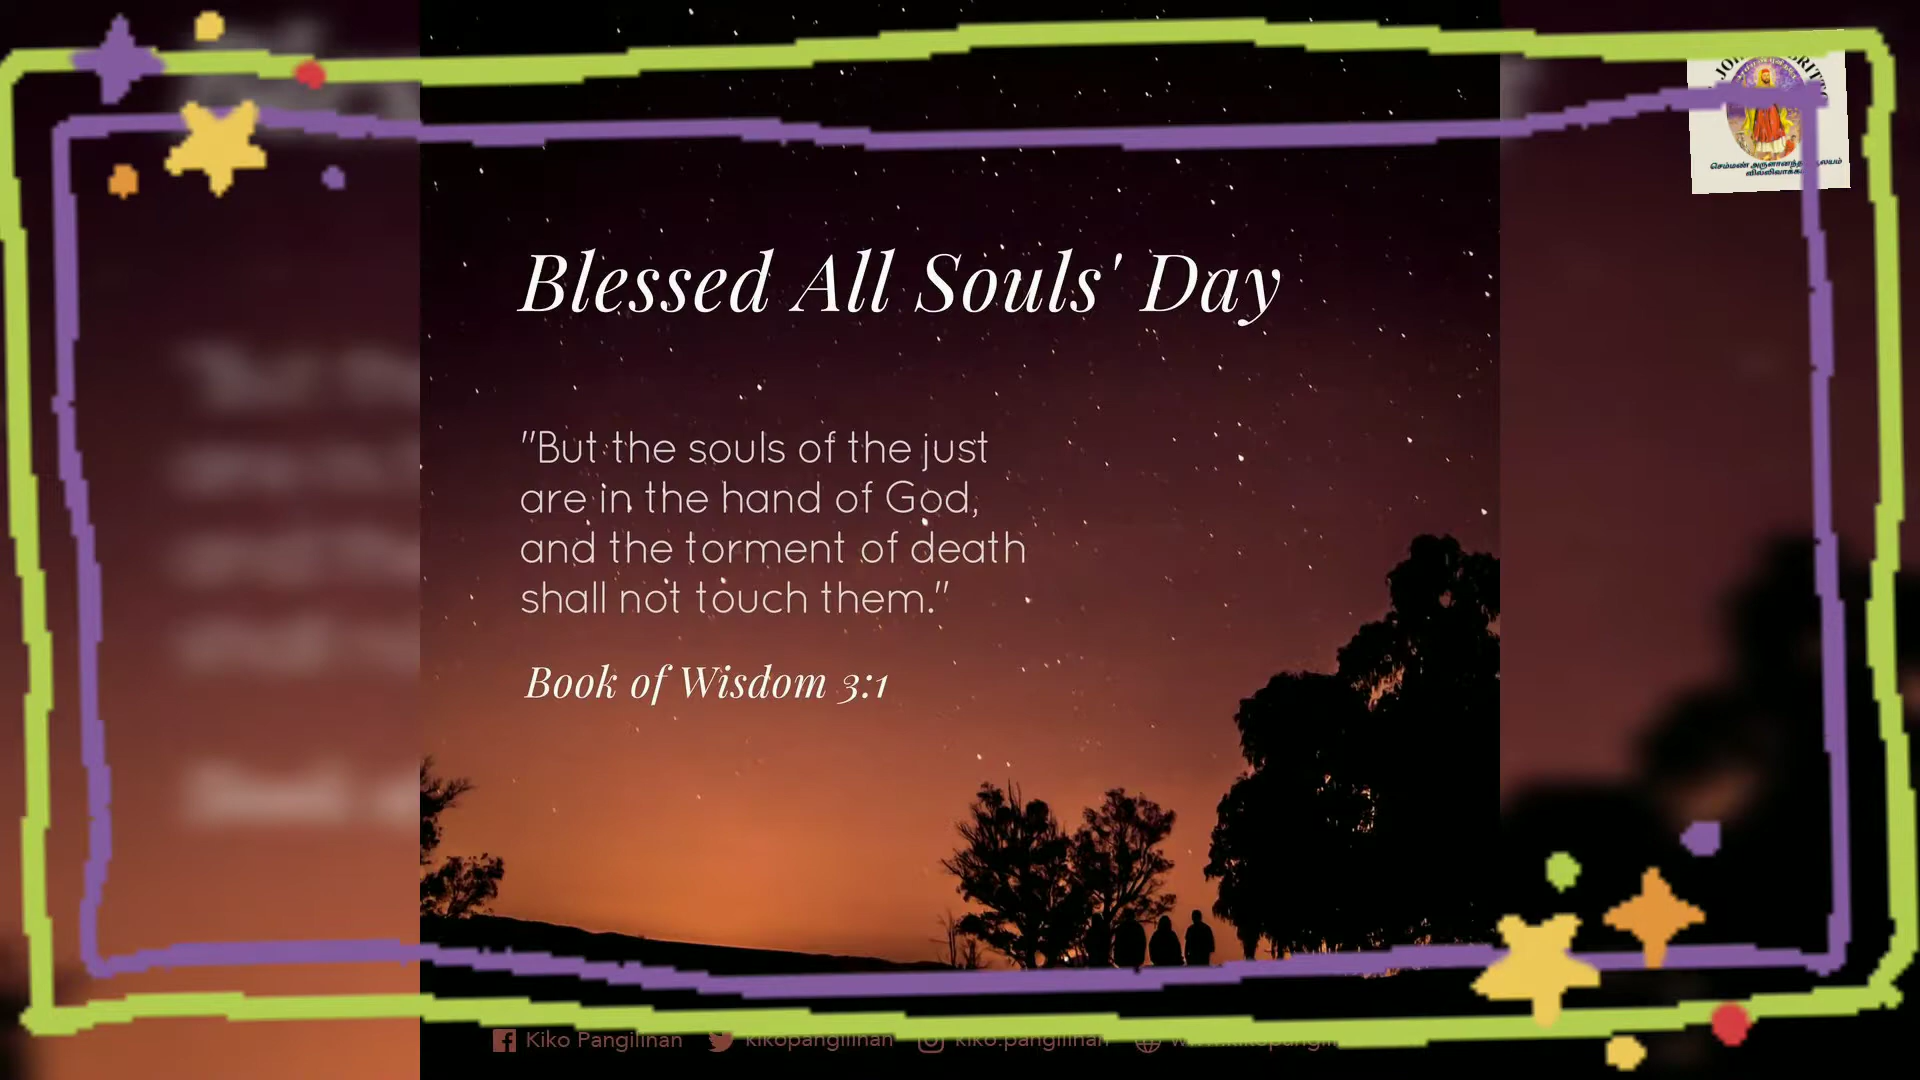 Blessed All Souls' Day
"But the souls of the just
are in the hand of God,
and the torment of death
shall not touch them."
Book of Wisdom 3:1
Kiko Pangilinan kikopangilinan kiko.pangilinan